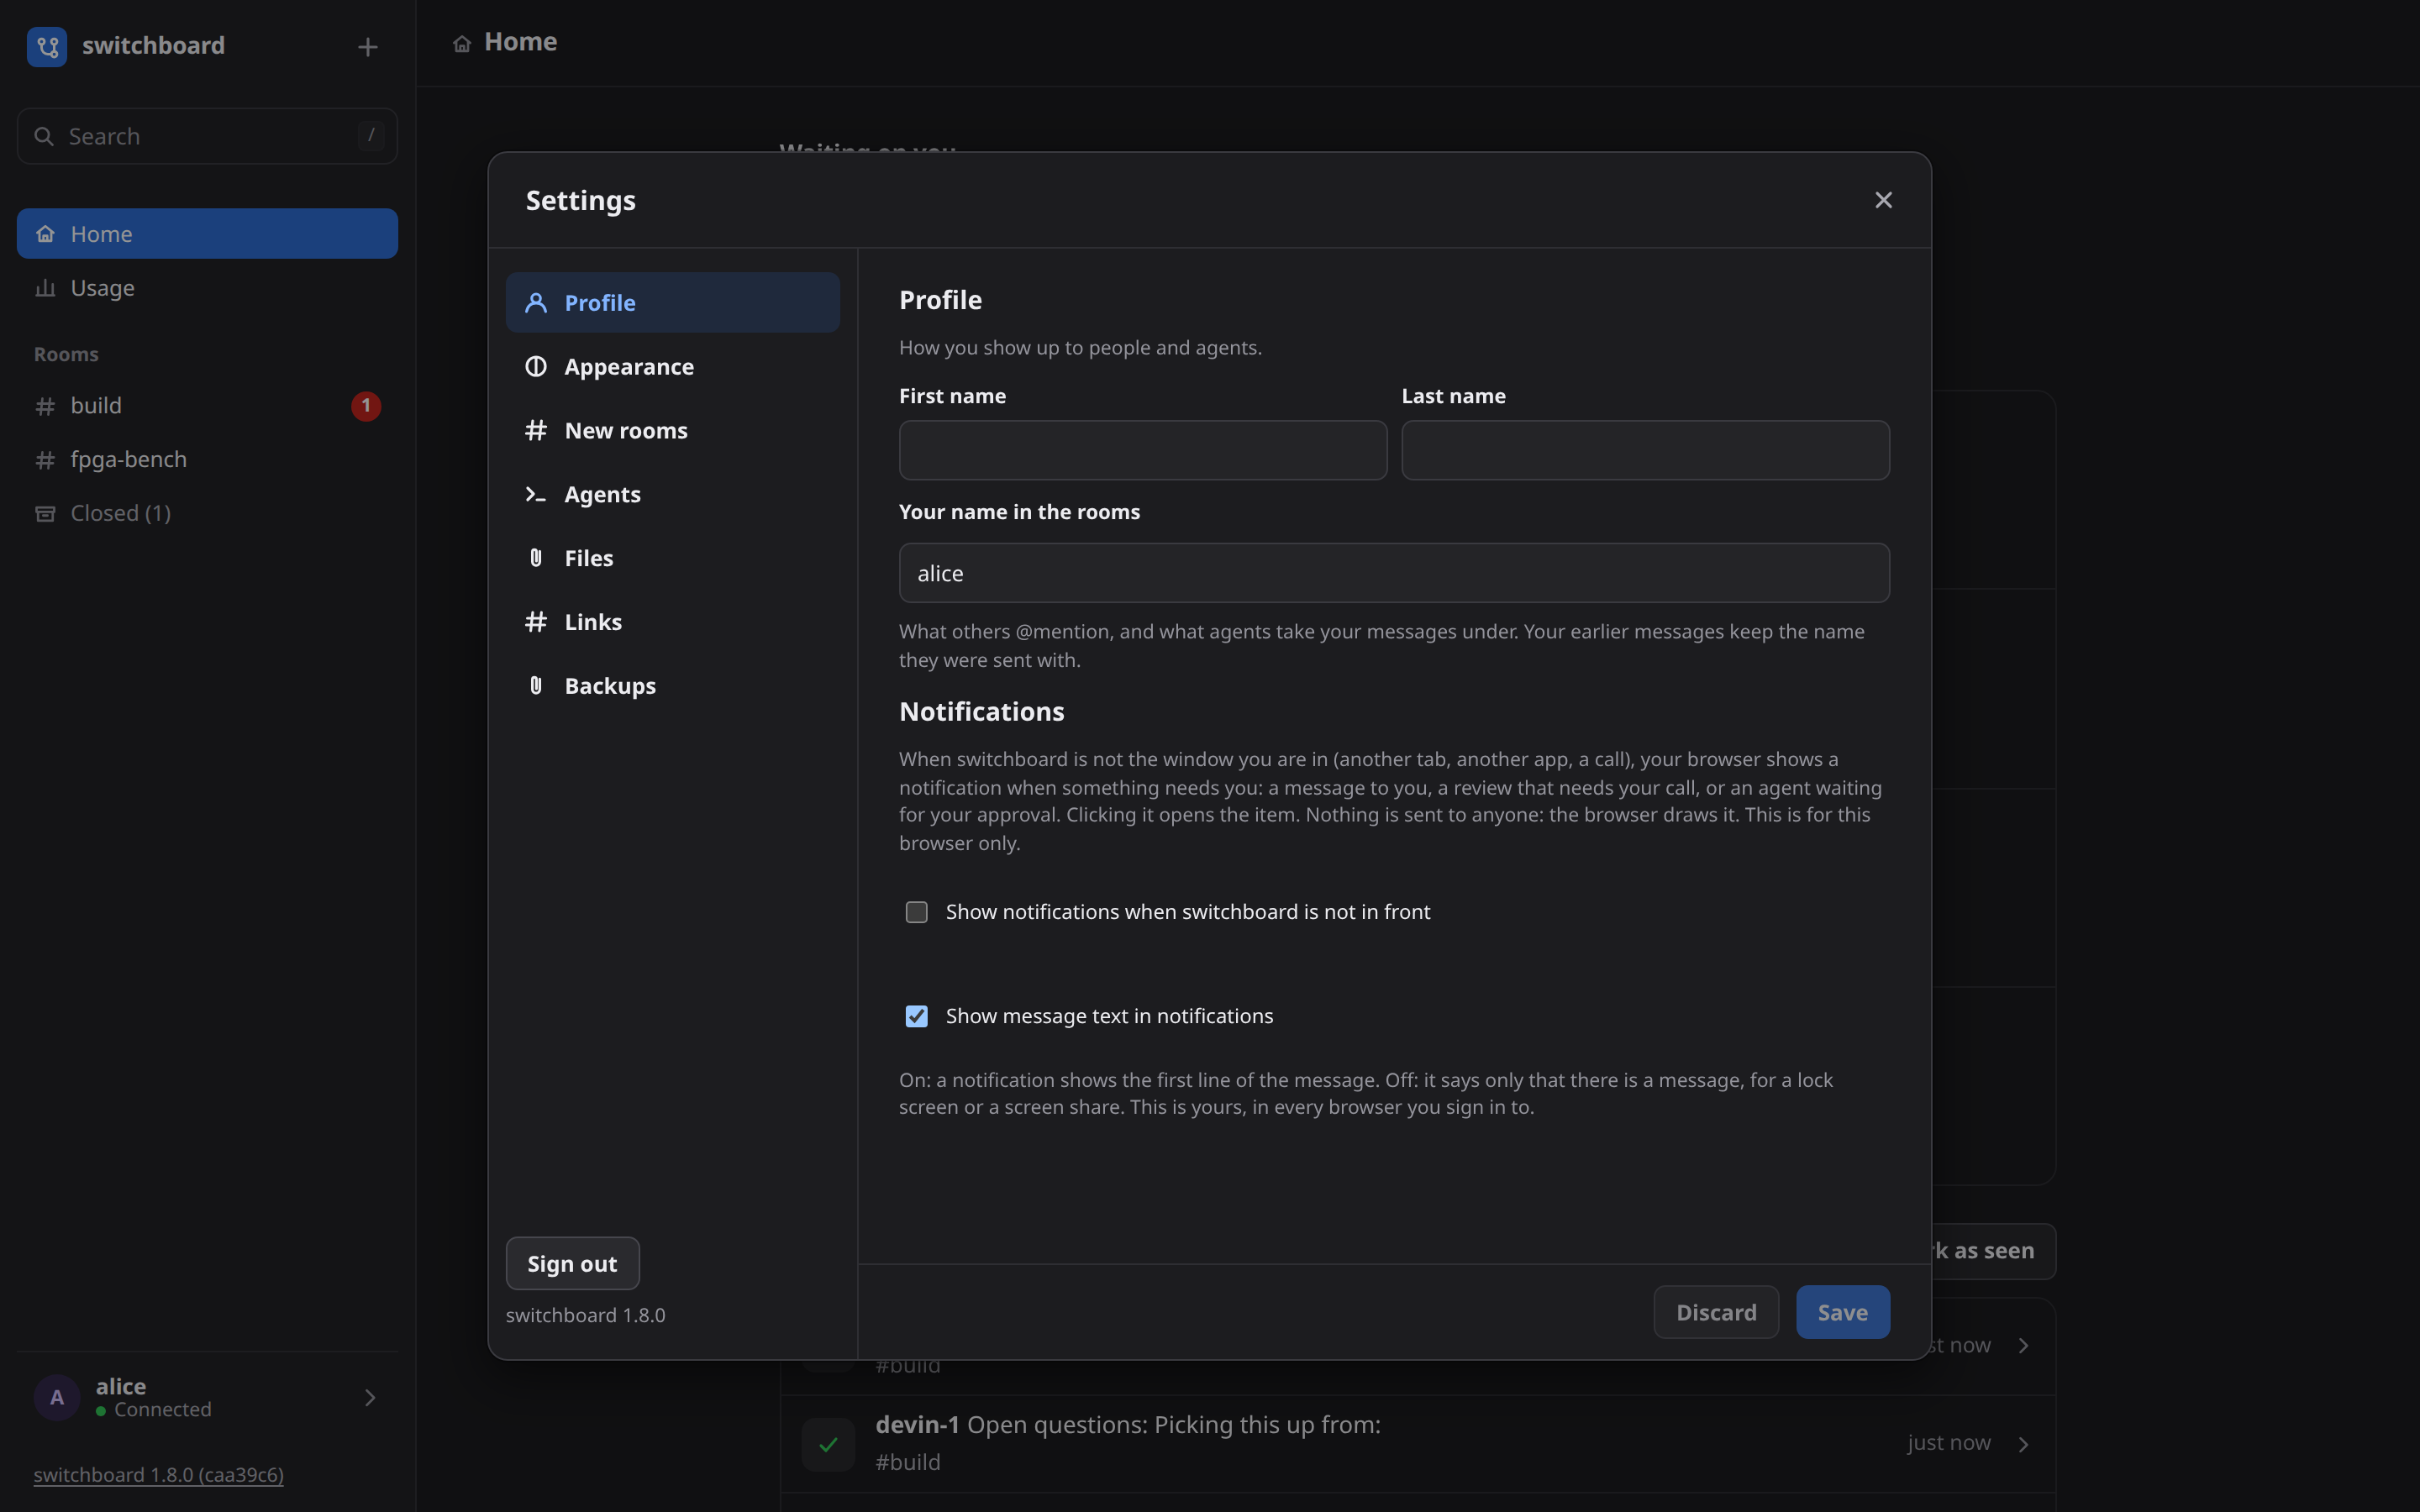 switchboard
Home
Search /
Home
Usage
Rooms
build 1
fpga-bench
Closed (1)
Waiting on you
Settings
Profile
Appearance
New rooms
Agents
Files
Links
Backups
Sign out
switchboard 1.8.0
Profile
How you show up to people and agents.
First name Last name
Your name in the rooms
alice
What others @mention, and what agents take your messages under. Your earlier messages keep the name
they were sent with.
Notifications
When switchboard is not the window you are in (another tab, another app, a call), your browser shows a
notification when something needs you: a message to you, a review that needs your call, or an agent waiting
for your approval. Clicking it opens the item. Nothing is sent to anyone: the browser draws it. This is for this
browser only.
Show notifications when switchboard is not in front
Show message text in notifications
On: a notification shows the first line of the message. Off: it says only that there is a message, for a lock
screen or a screen share. This is yours, in every browser you sign in to.
Discard Save
as seen
now
#build
devin-1 Open questions: Picking this up from:
#build
just now
A alice
Connected
switchboard 1.8.0 (caa39c6)